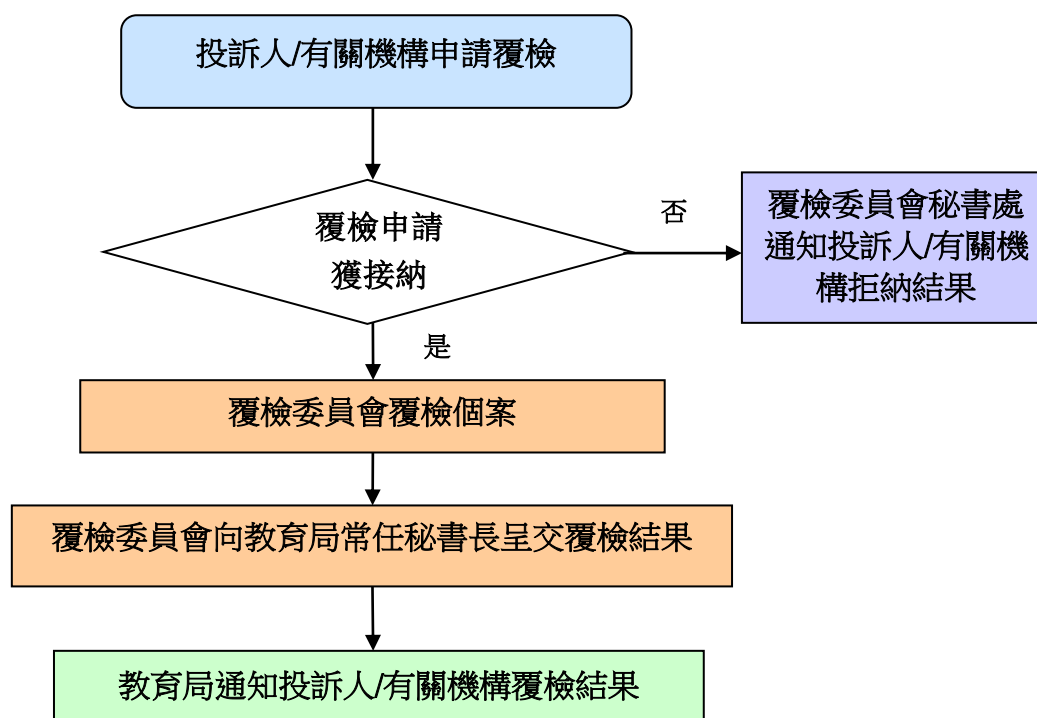 投訴人/有關機構申請覆檢
覆檢申請
獲接納
否
覆檢委員會秘書處
通知投訴人/有關機
構拒納結果
是
覆檢委員會覆檢個案
覆檢委員會向教育局常任秘書長呈交覆檢結果
教育局通知投訴人/有關機構覆檢結果